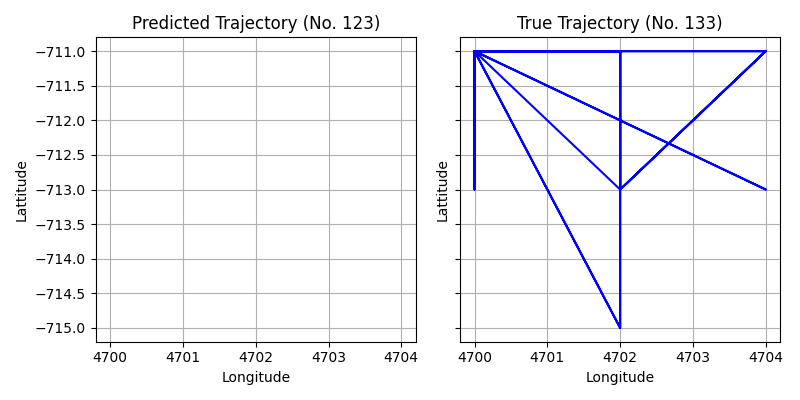 Predicted Trajectory (No. 123)
True Trajectory (No. 133)
Lattitude
−711.0
−711.5
−712.0
−712.5
−713.0
−713.5
−714.0
−714.5
−715.0
4700 4701 4702 4703 4704
Longitude
Lattitude
4700 4701 4702 4703 4704
Longitude